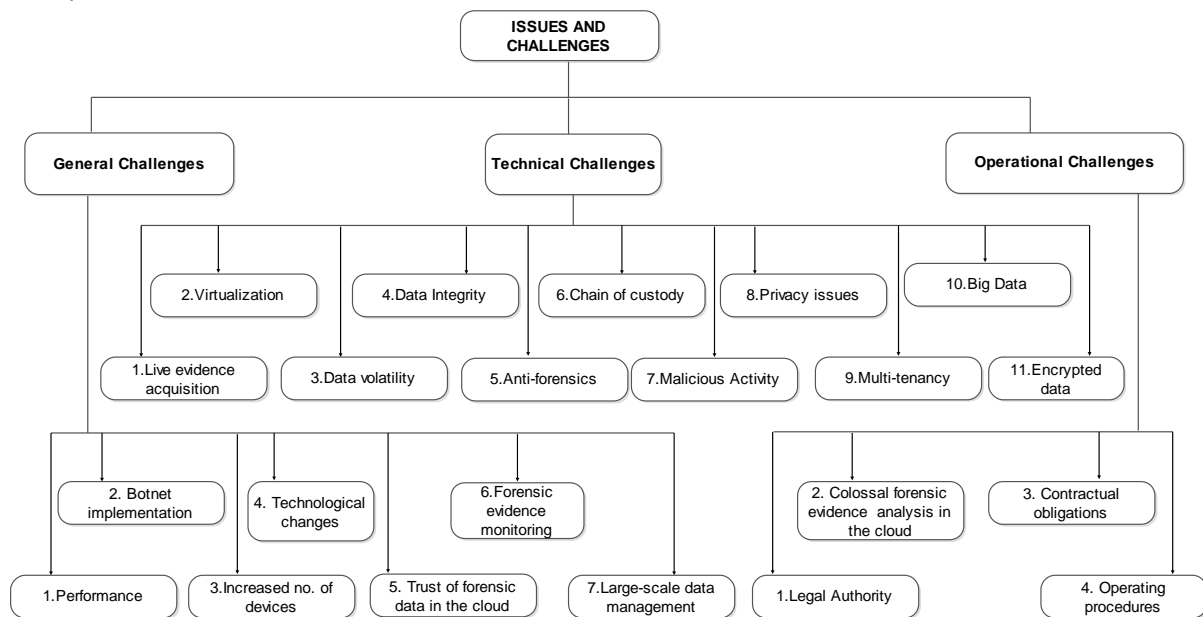 ISSUES AND
CHALLENGES
General Challenges
Technical Challenges
Operational Challenges
2.Virtualization
4.Data Integrity
6.Chain of custody
8.Privacy issues
10.Big Data
1.Live evidence
acquisition
3.Data volatility
5.Anti-forensics
7.Malicious Activity
9.Multi-tenancy
11.Encrypted
data
2. Botnet
implementation
4. Technological
changes
6.Forensic
evidence
monitoring
2. Colossal forensic
evidence analysis in
the cloud
3. Contractual
obligations
1.Performance
3.Increased no. of
devices
5. Trust of forensic
data in the cloud
7.Large-scale data
management
1.Legal Authority
4. Operating
procedures